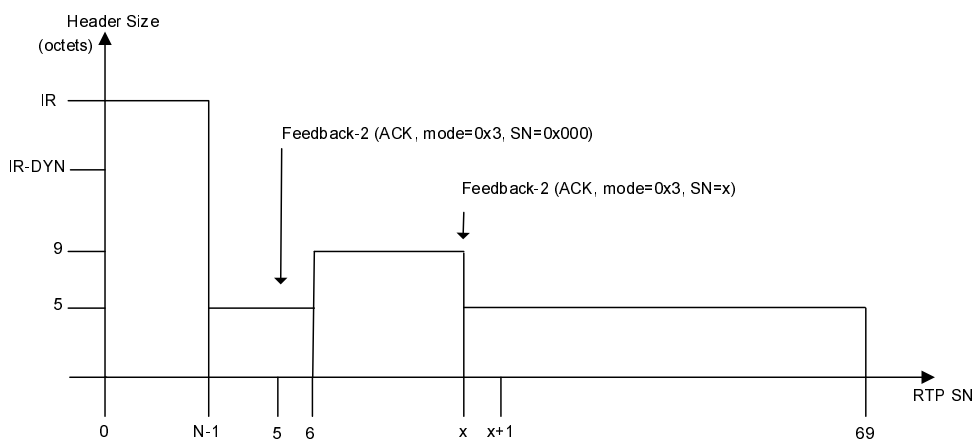 Header Size
(octets)
IR
Feedback-2 (ACK, mode=0x3, SN=0x000)
IR-DYN
Feedback-2 (ACK, mode=0x3, SN=x)
9
5
RTP SN
0
N-1
5
6
x
x+1
69